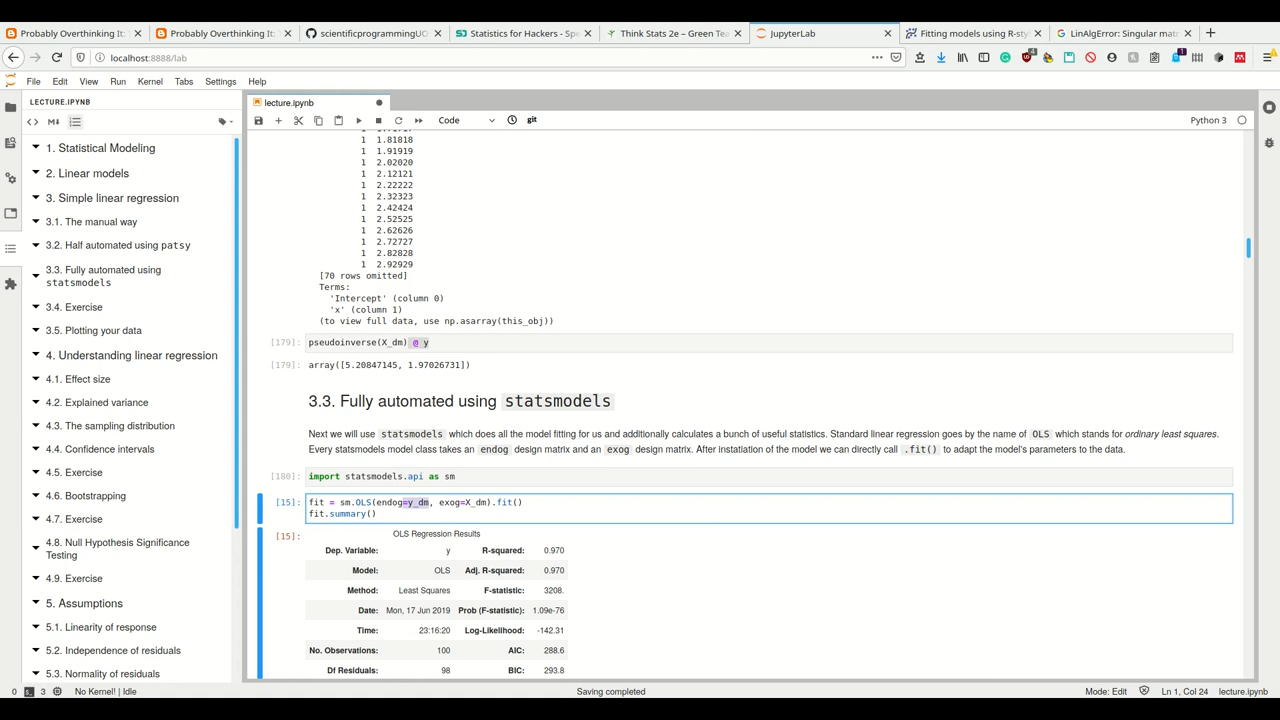 Probably Overthinking It:
Probably Overthinking It:
scientificprogrammingUO
Statistics for Hackers - Spe
Think Stats 2e – Green Tea
JupyterLab
Fitting models using R-sty
LinAlgError: Singular mat
localhost:8888/lab
File Edit View Run Kernel Tabs Settings Help
LECTURE.IPYNB
lecture.ipynb
Code
git
Python 3
1. Statistical Modeling
2. Linear models
3. Simple linear regression
3.1. The manual way
3.2. Half automated using patsy
3.3. Fully automated using
statsmodels
3.4. Exercise
3.5. Plotting your data
4. Understanding linear regression
4.1. Effect size
4.2. Explained variance
4.3. The sampling distribution
4.4. Confidence intervals
4.5. Exercise
4.6. Bootstrapping
4.7. Exercise
4.8. Null Hypothesis Significance
Testing
4.9. Exercise
5. Assumptions
5.1. Linearity of response
5.2. Independence of residuals
5.3. Normality of residuals
1 1.81818
1 1.91919
1 2.02020
1 2.12121
1 2.22222
1 2.32323
1 2.42424
1 2.52525
1 2.62626
1 2.72727
1 2.82828
1 2.92929
[70 rows omitted]
Terms:
'Intercept' (column 0)
'x' (column 1)
(to view full data, use np.asarray(this_obj))
[179]: pseudoinverse(X_dm) @ y
[179]: array([5.20847145, 1.97026731])
3.3. Fully automated using statsmodels
Next we will use statsmodels which does all the model fitting for us and additionally calculates a bunch of useful statistics. Standard linear regression goes by the name of OLS which stands for ordinary least squares.
Every statsmodels model class takes an endog design matrix and an exog design matrix. After instatiation of the model we can directly call .fit() to adapt the model's parameters to the data.
[180]: import statsmodels.api as sm
[15]: fit = sm.OLS(endog=y_dm, exog=X_dm).fit()
fit.summary()
[15]: OLS Regression Results
Dep. Variable: y R-squared: 0.970
Model: OLS Adj. R-squared: 0.970
Method: Least Squares F-statistic: 3208.
Date: Mon, 17 Jun 2019 Prob (F-statistic): 1.09e-76
Time: 23:16:20 Log-Likelihood: -142.31
No. Observations: 100 AIC: 288.6
Df Residuals: 98 BIC: 293.8
0 3 No Kernel! | Idle
Saving completed
Mode: Edit Ln 1, Col 24 lecture.ipynb